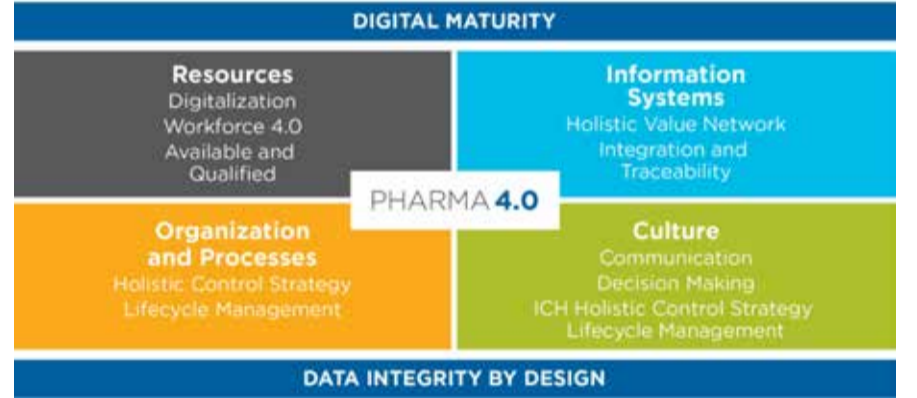 DIGITAL MATURITY
Resources
Digitalization
Workforce 4.0
Available and
Qualified
Information
Systems
Holistic Value Network
Integration and
Traceability
PHARMA 4.0
Organization
and Processes
Holistic Control Strategy
Lifecycle Management
Culture
Communication
Decision Making
ICH Holistic Control Strategy
Lifecycle Management
DATA INTEGRITY BY DESIGN